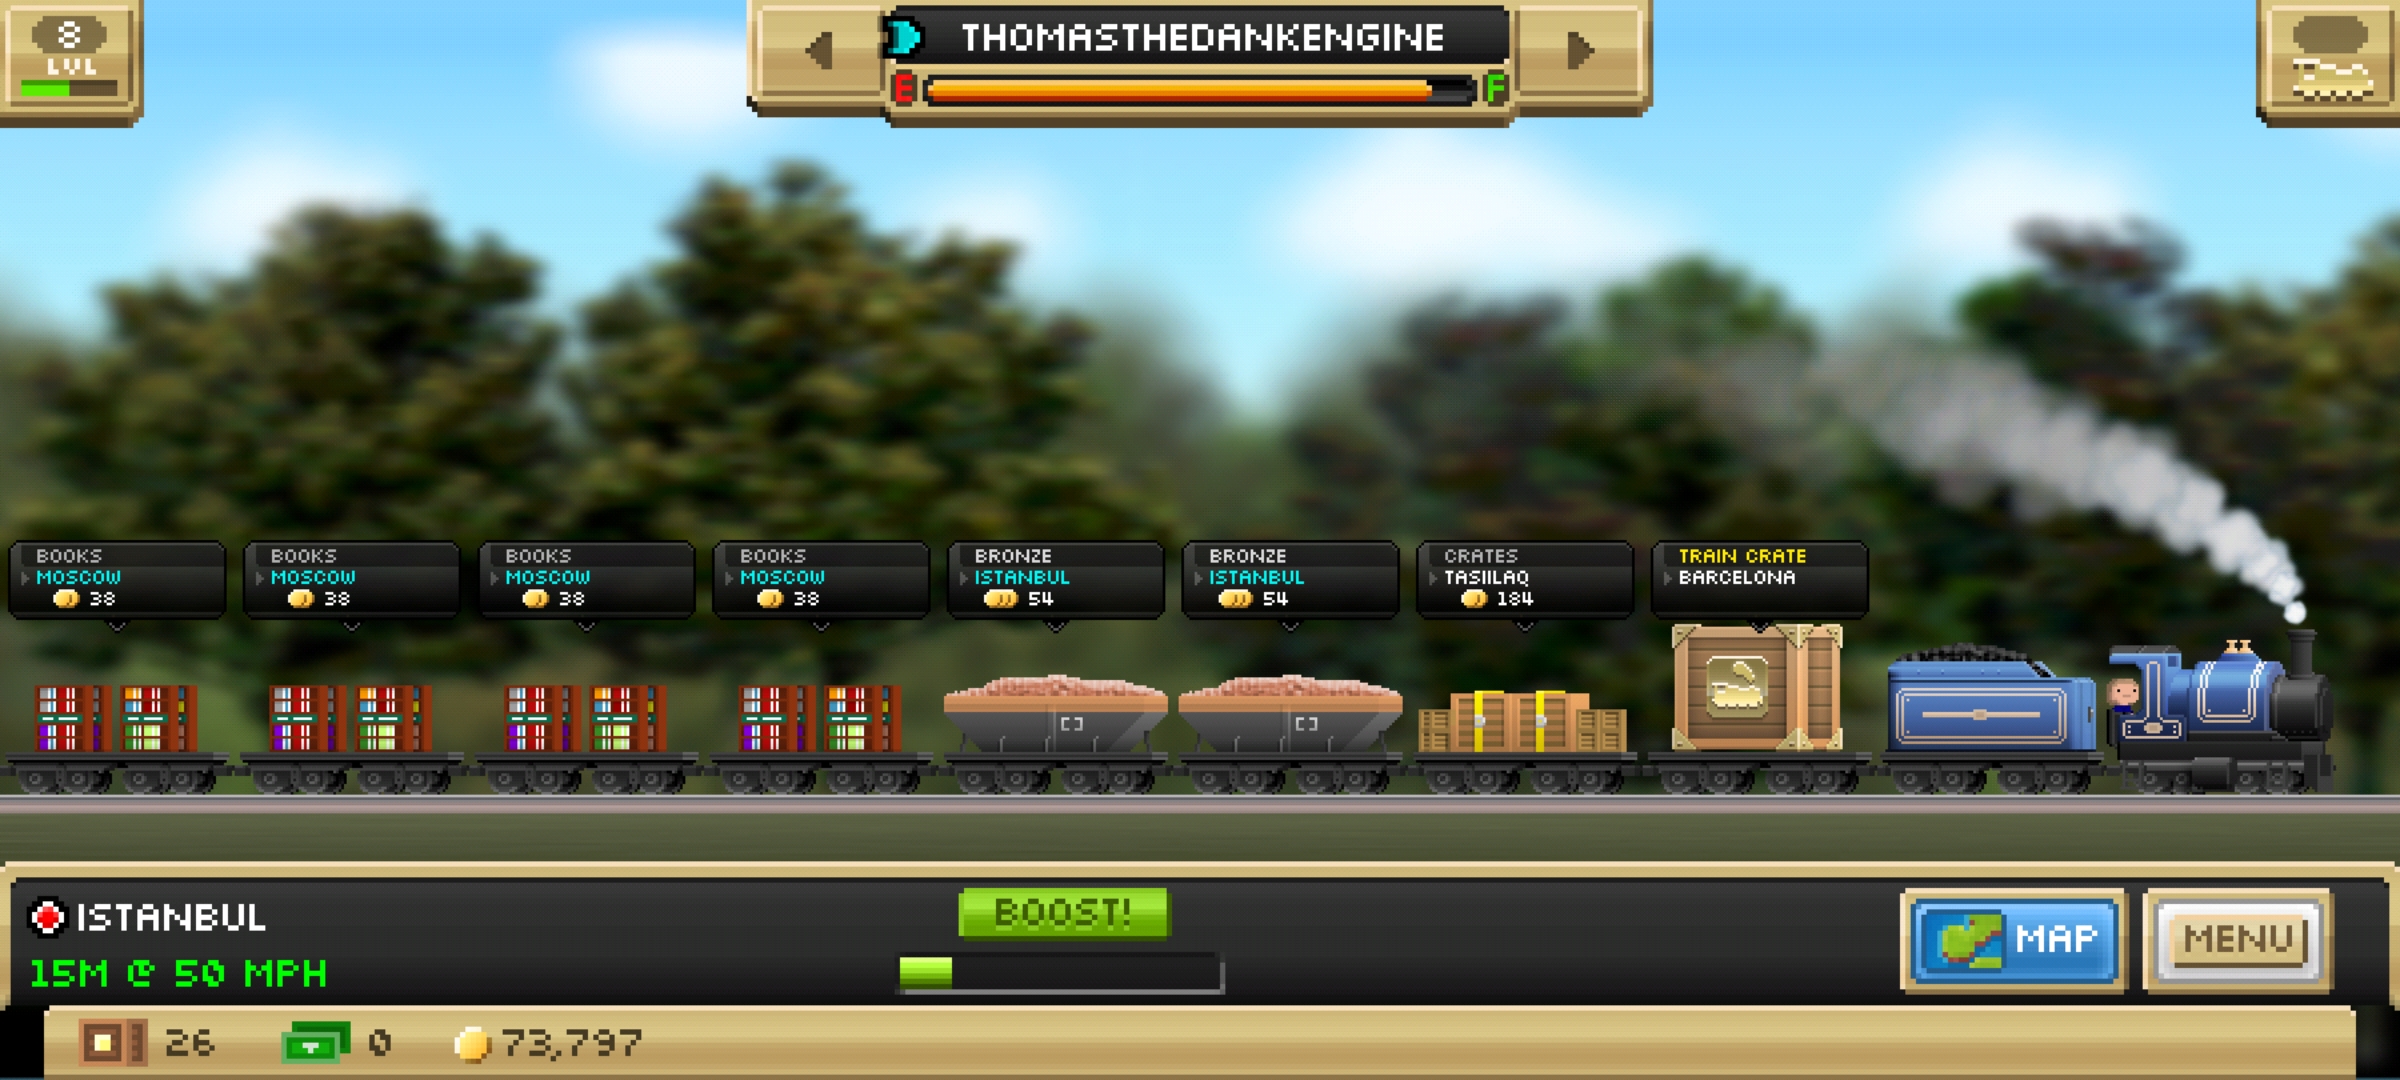 8
LVL
THOMASTHEDANKENGINE
E F
BOOKS
MOSCOW
38
BOOKS
MOSCOW
38
BOOKS
MOSCOW
38
BOOKS
MOSCOW
38
BRONZE
ISTANBUL
54
BRONZE
ISTANBUL
54
CRATES
TASIILAQ
184
TRAIN CRATE
BARCELONA
ISTANBUL
15M @ 50 MPH
BOOST!
MAP
MENU
26
0
73,797